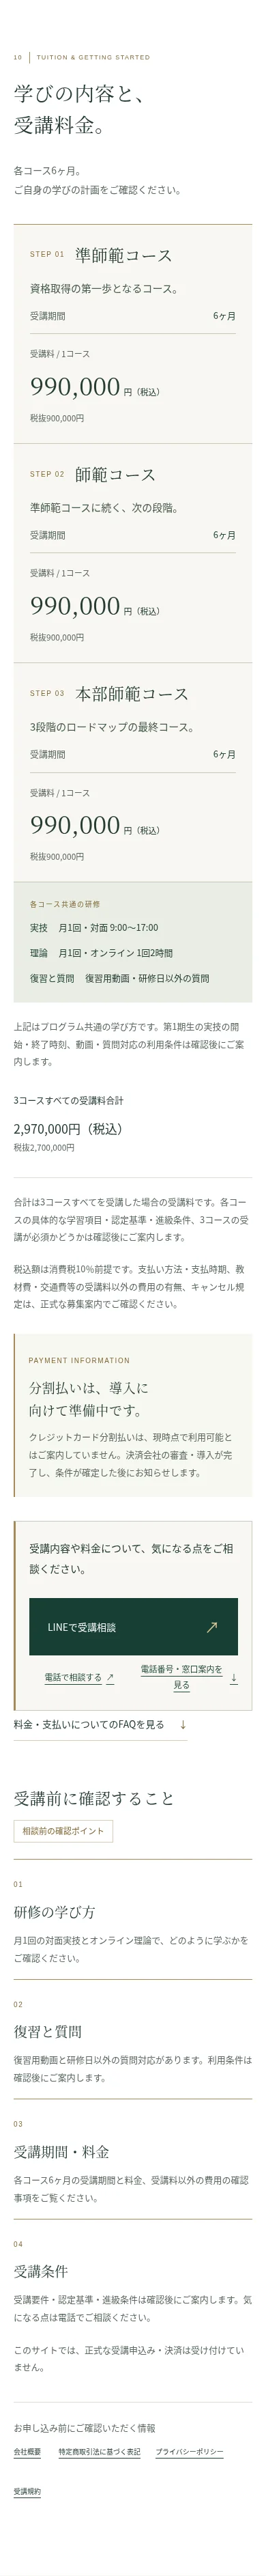 10 | TUITION & GETTING STARTED
学びの内容と、
受講料金。
各コース6ヶ月。
ご自身の学びの計画をご確認ください。
STEP 01 準師範コース
資格取得の第一歩となるコース。
受講期間 6ヶ月
受講料 / 1コース
990,000 円（税込）
税抜900,000円
STEP 02 師範コース
準師範コースに続く、次の段階。
受講期間 6ヶ月
受講料 / 1コース
990,000 円（税込）
税抜900,000円
STEP 03 本部師範コース
3段階のロードマップの最終コース。
受講期間 6ヶ月
受講料 / 1コース
990,000 円（税込）
税抜900,000円
各コース共通の研修
実技 月1回・対面 9:00〜17:00
理論 月1回・オンライン 1回2時間
復習と質問 復習用動画・研修日以外の質問
上記はプログラム共通の学び方です。第1期生の実技の開
始・終了時刻、動画・質問対応の利用条件は確認後にご案
内します。
3コースすべての受講料合計
2,970,000円（税込）
税抜2,700,000円
合計は3コースすべてを受講した場合の受講料です。各コー
スの具体的な学習項目・認定基準・進級条件、3コースの受
講が必須かどうかは確認後にご案内します。
税込額は消費税10%前提です。支払い方法・支払時期、教
材費・交通費等の受講料以外の費用の有無、キャンセル規
定は、正式な募集案内でご確認ください。
PAYMENT INFORMATION
分割払いは、導入に
向けて準備中です。
クレジットカード分割払いは、現時点で利用可能と
はご案内していません。決済会社の審査・導入が完
了し、条件が確定した後にお知らせします。
受講内容や料金について、気になる点をご相
談ください。
LINEで受講相談 ↗
電話で相談する ↗
電話番号・窓口案内を
見る ↓
料金・支払いについてのFAQを見る ↓
受講前に確認すること
相談前の確認ポイント
01
研修の学び方
月1回の対面実技とオンライン理論で、どのように学ぶかを
ご確認ください。
02
復習と質問
復習用動画と研修日以外の質問対応があります。利用条件は
確認後にご案内します。
03
受講期間・料金
各コース6ヶ月の受講期間と料金、受講料以外の費用の確認
事項をご覧ください。
04
受講条件
受講要件・認定基準・進級条件は確認後にご案内します。気
になる点は電話でご相談ください。
このサイトでは、正式な受講申込み・決済は受け付けてい
ません。
お申し込み前にご確認いただく情報
会社概要 特定商取引法に基づく表記 プライバシーポリシー
受講規約